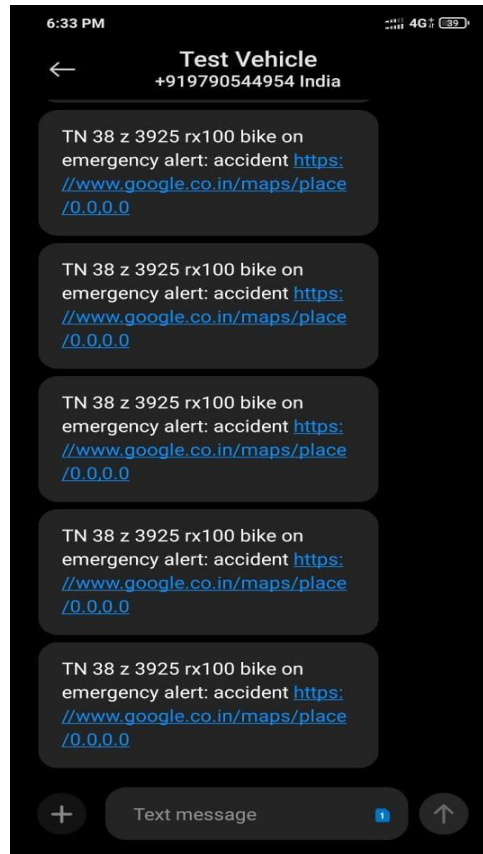 6:33 PM
4G 39
Test Vehicle
+919790544954 India
TN 38 z 3925 rx100 bike on
emergency alert: accident https:
//www.google.co.in/maps/place
/0.0,0.0
TN 38 z 3925 rx100 bike on
emergency alert: accident https:
//www.google.co.in/maps/place
/0.0,0.0
TN 38 z 3925 rx100 bike on
emergency alert: accident https:
//www.google.co.in/maps/place
/0.0,0.0
TN 38 z 3925 rx100 bike on
emergency alert: accident https:
//www.google.co.in/maps/place
/0.0,0.0
TN 38 z 3925 rx100 bike on
emergency alert: accident https:
//www.google.co.in/maps/place
/0.0,0.0
Text message
1